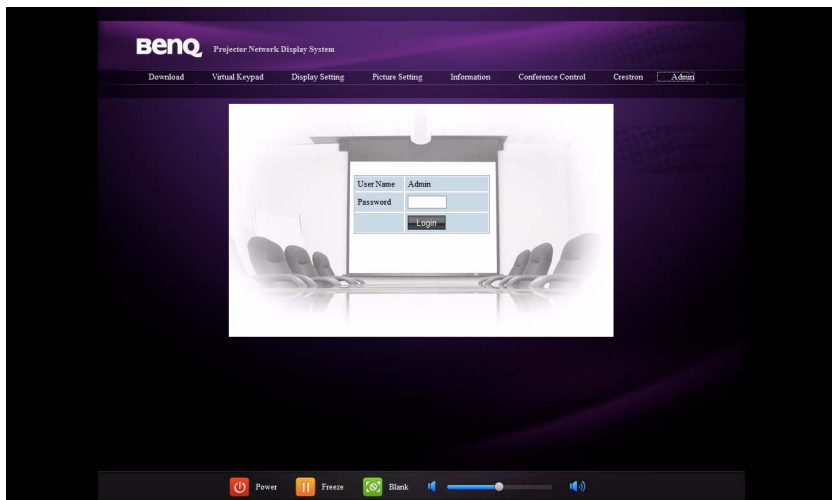 BenQ Projector Network Display System
Download Virtual Keypad Display Setting Picture Setting Information Conference Control Crestron Admin
User Name Admin
Password
Login
Power Freeze Blank